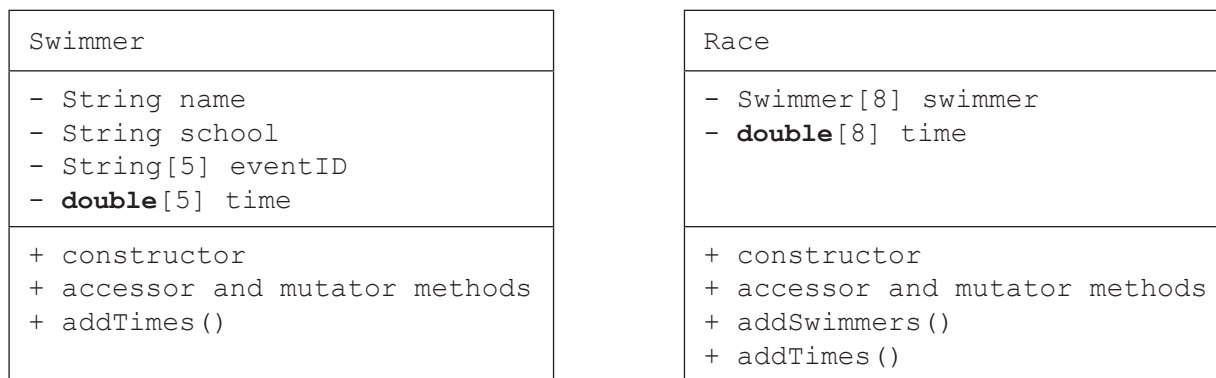 Swimmer
- String name
- String school
- String[5] eventID
- double[5] time
+ constructor
+ accessor and mutator methods
+ addTimes()
Race
- Swimmer[8] swimmer
- double[8] time
+ constructor
+ accessor and mutator methods
+ addSwimmers()
+ addTimes()